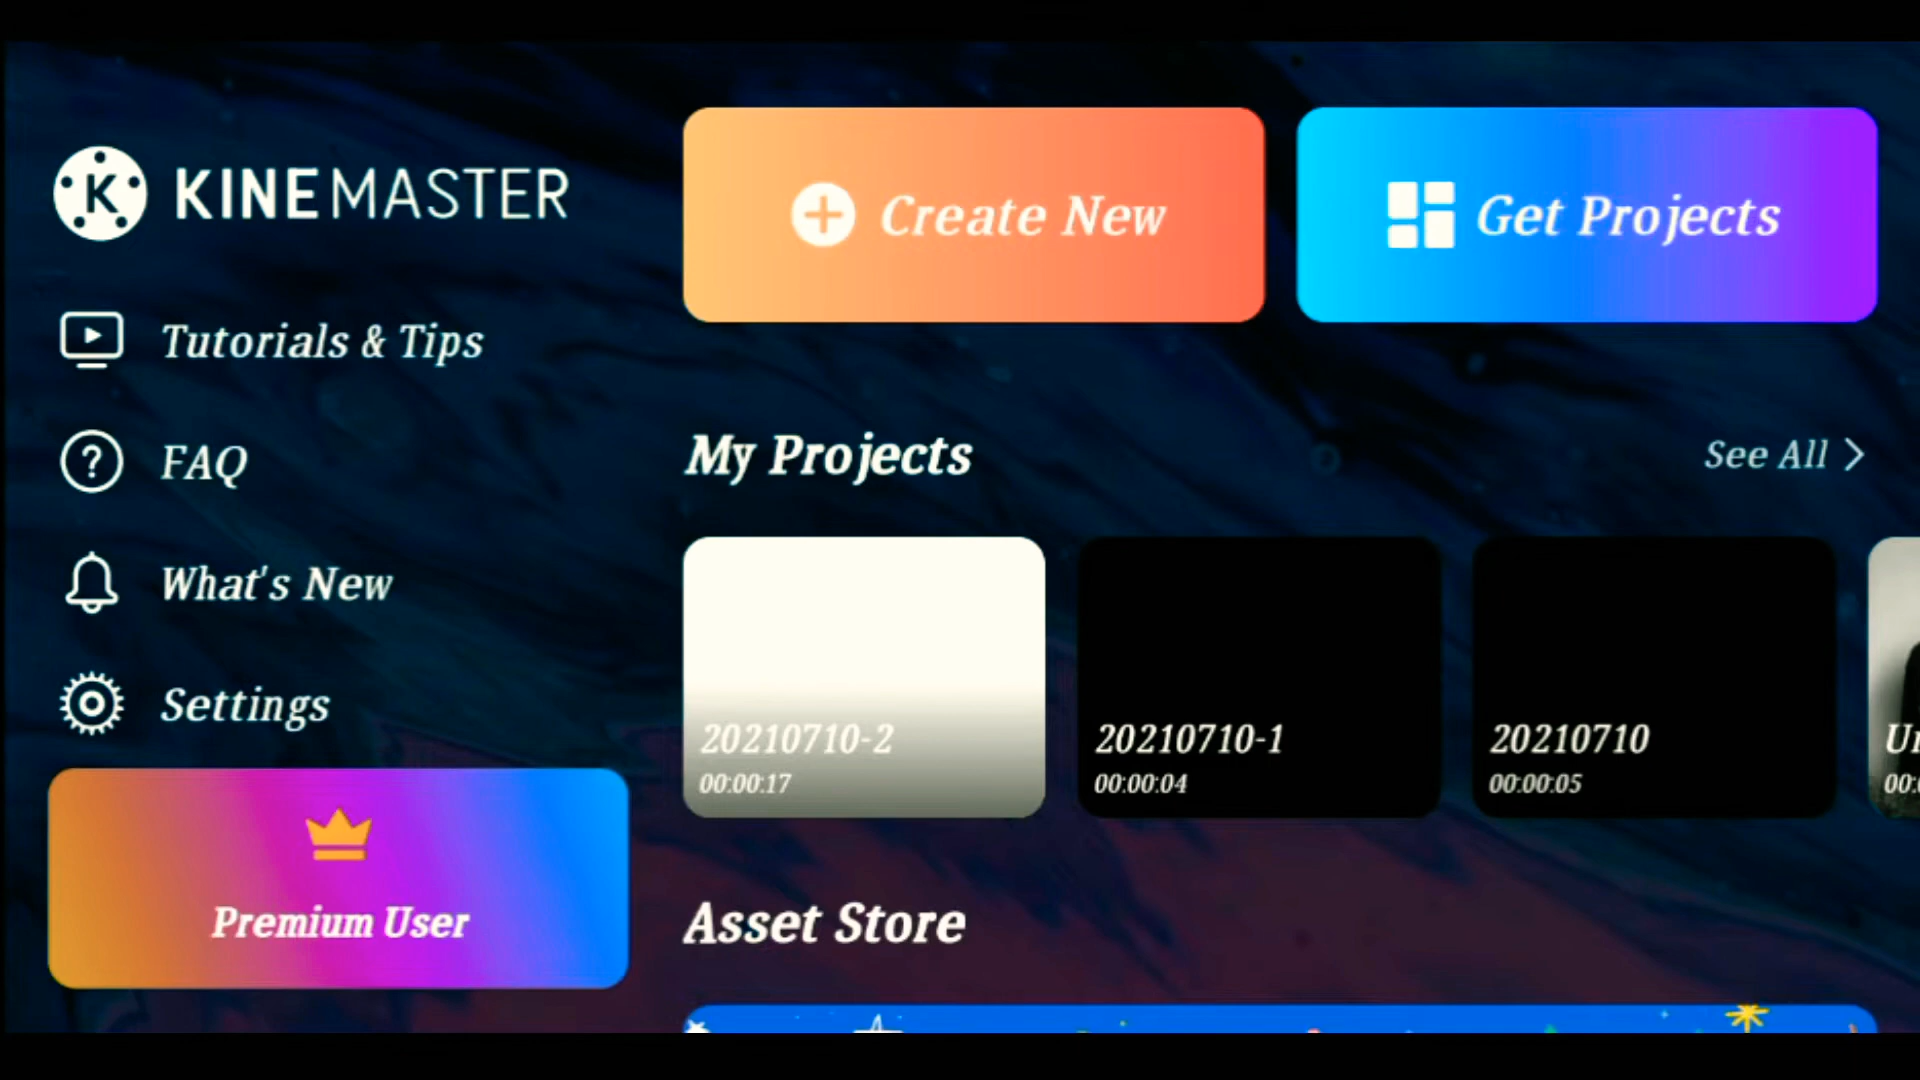 KINEMASTER
Tutorials & Tips
FAQ
What's New
Settings
Premium User
Create New
Get Projects
My Projects
See All
20210710-2
00:00:17
20210710-1
00:00:04
20210710
00:00:05
Asset Store